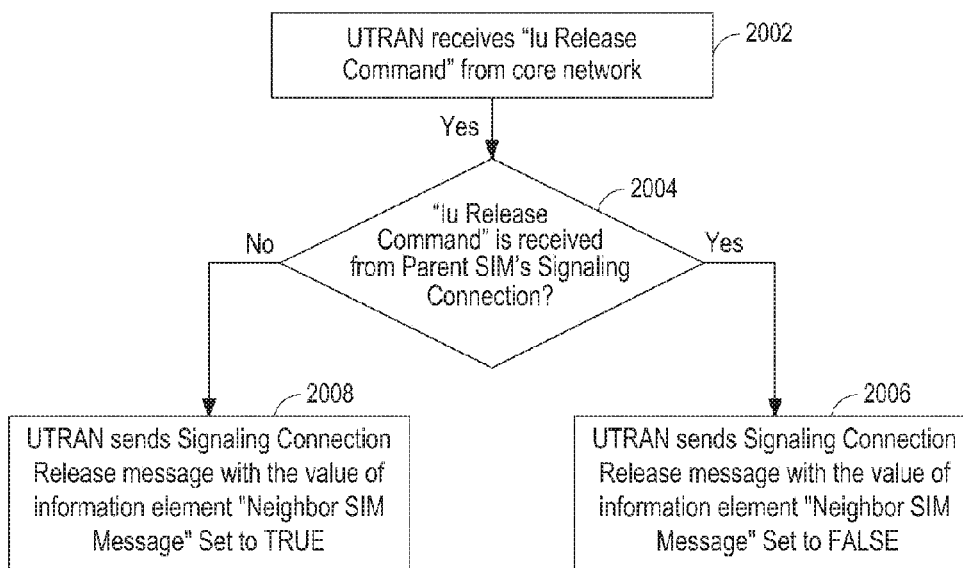 UTRAN receives “Iu Release
Command” from core network
2002
Yes
2004
“Iu Release
Command” is received
from Parent SIM's Signaling
Connection?
No
Yes
2008
UTRAN sends Signaling Connection
Release message with the value of
information element "Neighbor SIM
Message" Set to TRUE
2006
UTRAN sends Signaling Connection
Release message with the value of
information element "Neighbor SIM
Message" Set to FALSE